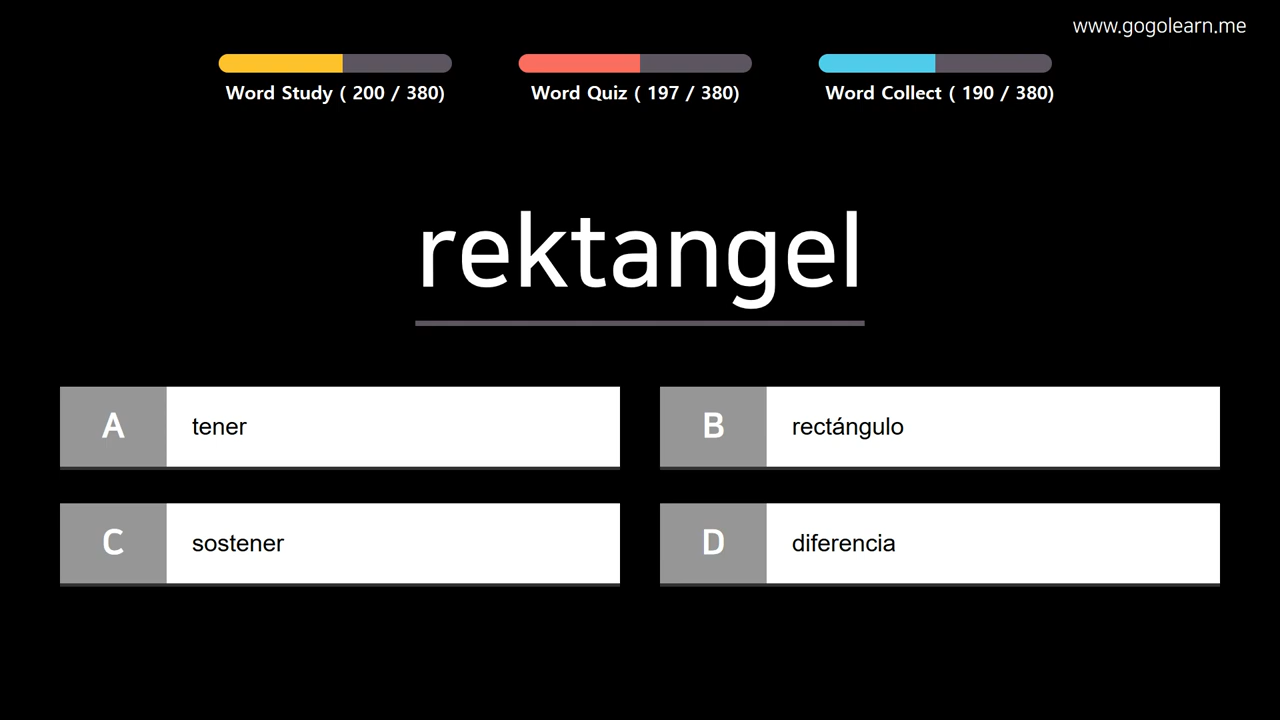 www.gogolearn.me
Word Study ( 200 / 380)
Word Quiz ( 197 / 380)
Word Collect ( 190 / 380)
rektangel
A tener
B rectángulo
C sostener
D diferencia